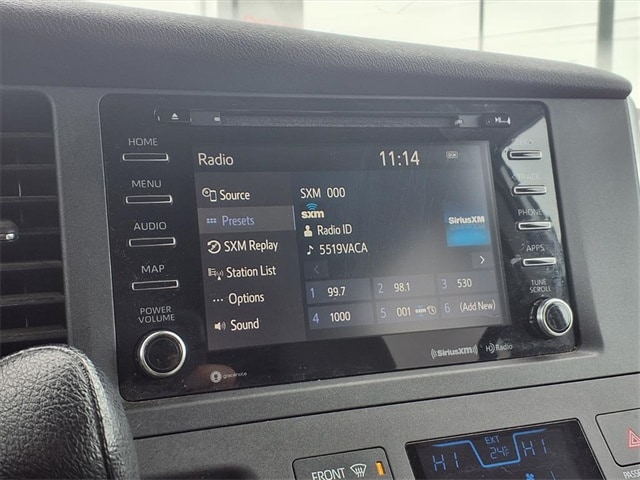 HOME
MENU
AUDIO
MAP
POWER
VOLUME
Radio
11:14
Source
Presets
SXM Replay
Station List
Options
Sound
SXM 000
sxm
Radio ID
5519VACA
SiriusXM
1 99.7
2 98.1
3 530
4 1000
5 001
6 (Add New)
TRACK
PHONE
APPS
TUNE
SCROLL
gracenote
SiriusXM
HD Radio
FRONT
HI
EXT
24°F
HI